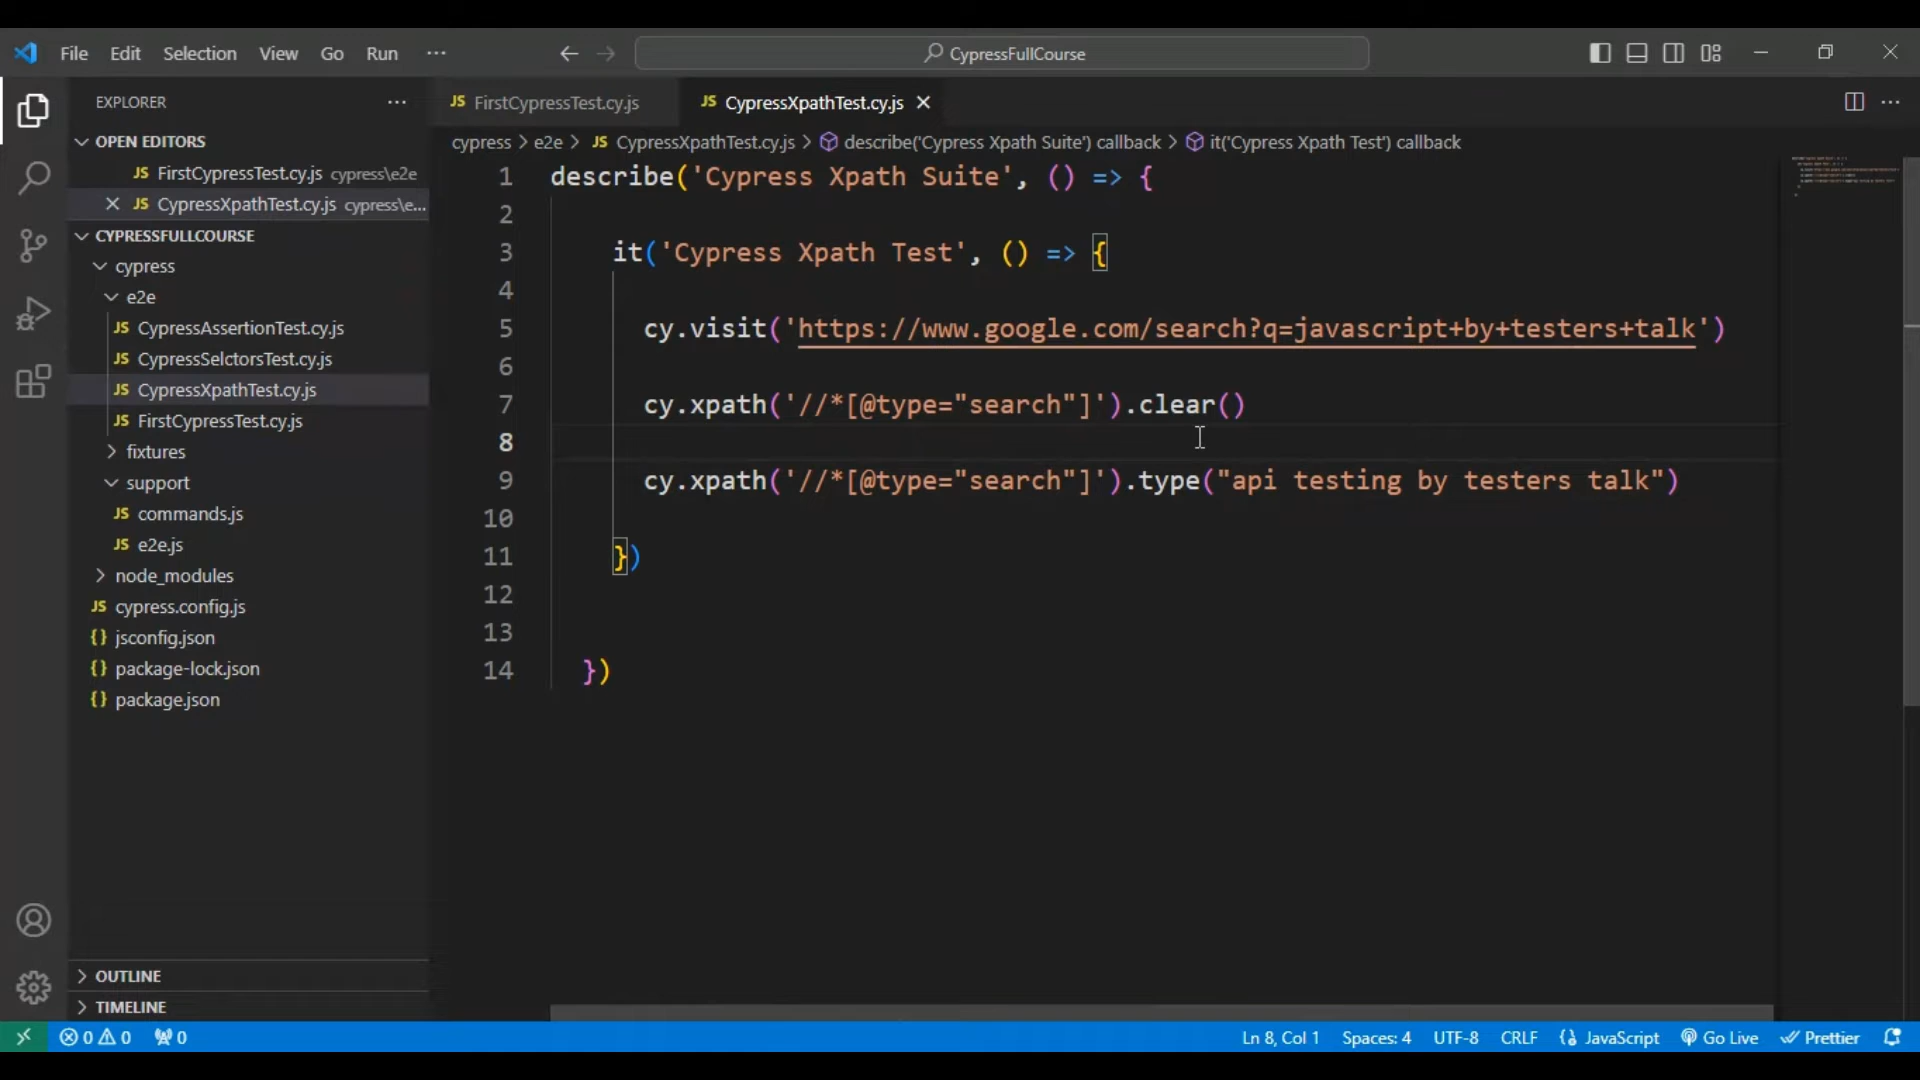 File Edit Selection View Go Run ··· CypressFullCourse
EXPLORER ···
OPEN EDITORS
JS FirstCypressTest.cy.js cypress\e2e
JS CypressXpathTest.cy.js cypress\e...
CYPRESSFULLCOURSE
cypress
e2e
JS CypressAssertionTest.cy.js
JS CypressSelctorsTest.cy.js
JS CypressXpathTest.cy.js
JS FirstCypressTest.cy.js
fixtures
support
JS commands.js
JS e2e.js
node_modules
JS cypress.config.js
{} jsconfig.json
{} package-lock.json
{} package.json
OUTLINE
TIMELINE
JS FirstCypressTest.cy.js JS CypressXpathTest.cy.js
cypress > e2e > JS CypressXpathTest.cy.js > describe('Cypress Xpath Suite') callback > it('Cypress Xpath Test') callback
1 describe('Cypress Xpath Suite', () => {
2
3 it('Cypress Xpath Test', () => {
4
5 cy.visit('https://www.google.com/search?q=javascript+by+testers+talk')
6
7 cy.xpath('//*[@type="search"]').clear()
8
9 cy.xpath('//*[@type="search"]').type("api testing by testers talk")
10
11 })
12
13
14 })
0 0 0 Ln 8, Col 1 Spaces: 4 UTF-8 CRLF {} JavaScript Go Live Prettier